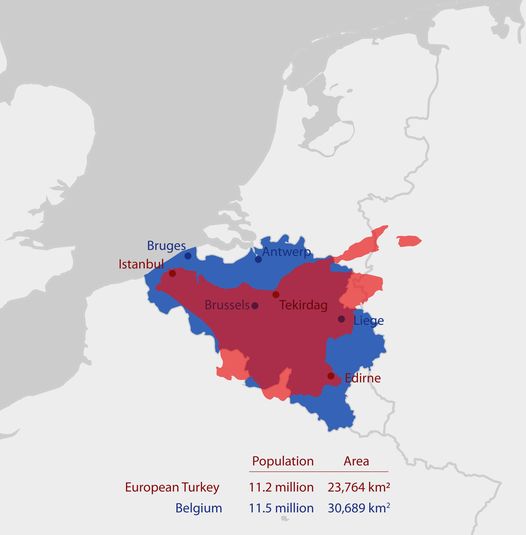 Bruges
Antwerp
Istanbul
Brussels
Tekirdag
Liege
Edirne
Population Area
European Turkey 11.2 million 23,764 km²
Belgium 11.5 million 30,689 km²